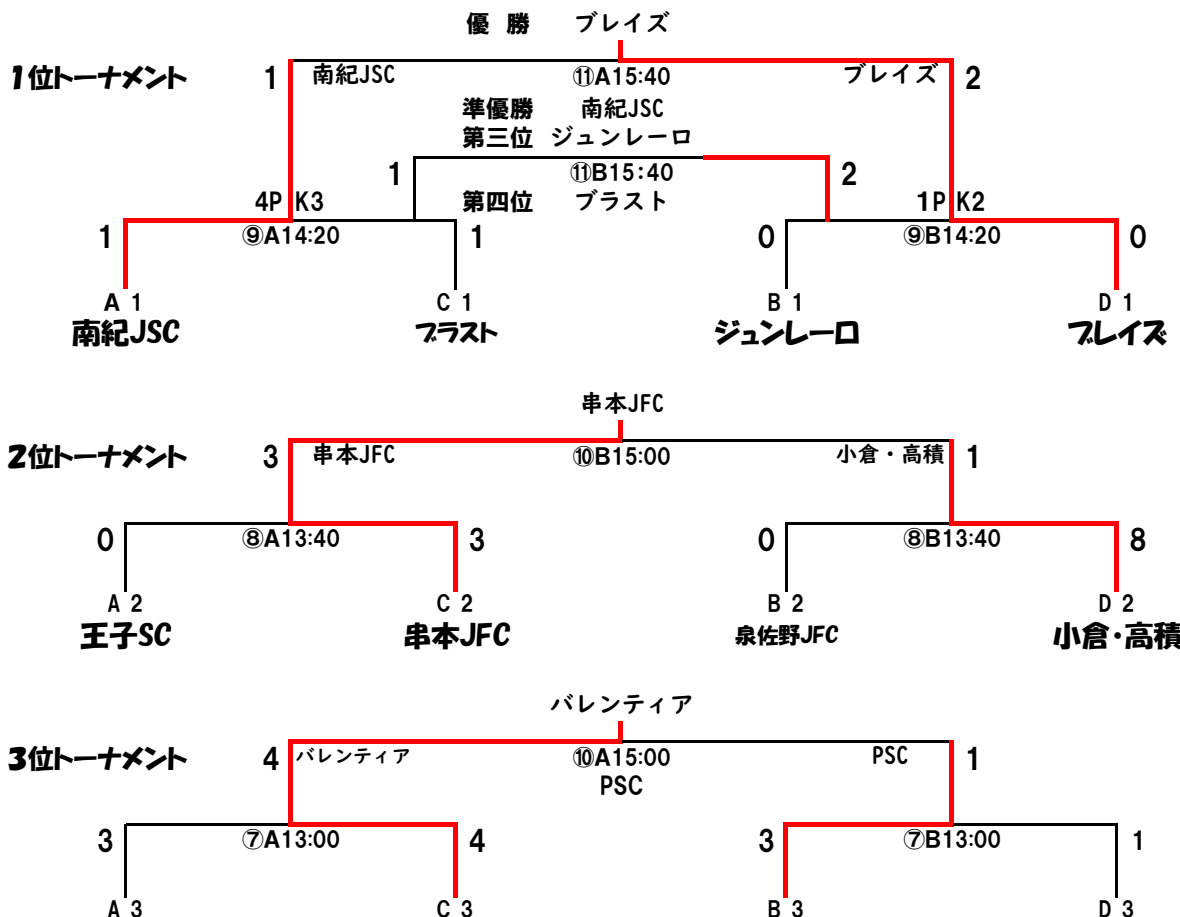 優 勝 ブレイズ
1位トーナメント 1 南紀JSC ⑪A15:40 ブレイズ 2
準優勝 南紀JSC
第三位 ジュンレーロ
1 ⑪B15:40 2
4PK3 第四位 ブラスト 1PK2
1 ⑨A14:20 1 0 ⑨B14:20 0
A 1 C 1 B 1 D 1
南紀JSC ブラスト ジュンレーロ ブレイズ
串本JFC
2位トーナメント 3 串本JFC ⑩B15:00 小倉・高積 1
0 ⑧A13:40 3 0 ⑧B13:40 8
A 2 C 2 B 2 D 2
王子SC 串本JFC 泉佐野JFC 小倉・高積
バレンティア
3位トーナメント 4 バレンティア ⑩A15:00 PSC 1
PSC
3 ⑦A13:00 4 3 ⑦B13:00 1
A 3 C 3 B 3 D 3